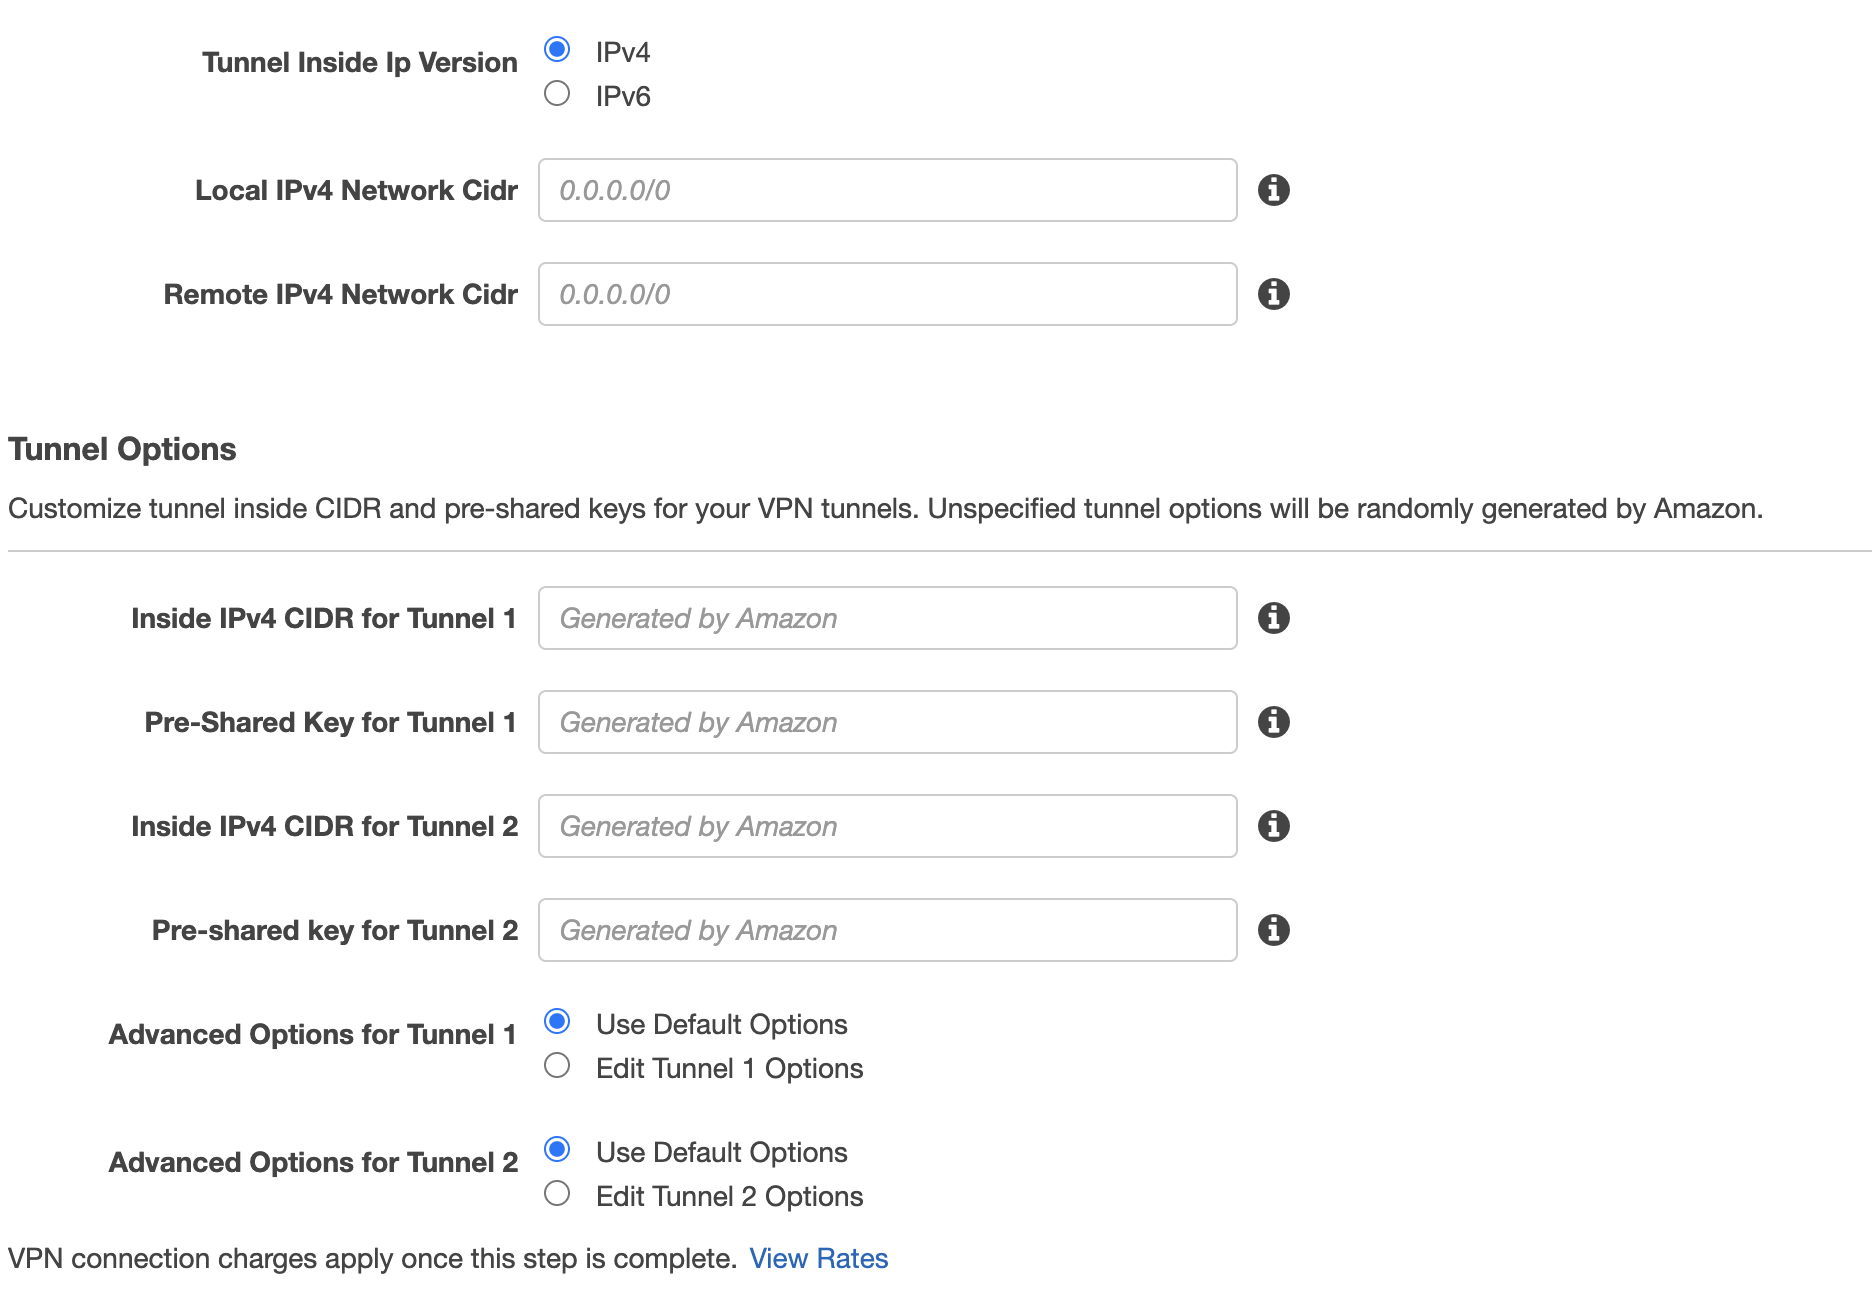 Tunnel Inside Ip Version
IPv4
IPv6
Local IPv4 Network Cidr
0.0.0.0/0
Remote IPv4 Network Cidr
0.0.0.0/0
Tunnel Options
Customize tunnel inside CIDR and pre-shared keys for your VPN tunnels. Unspecified tunnel options will be randomly generated by Amazon.
Inside IPv4 CIDR for Tunnel 1
Generated by Amazon
Pre-Shared Key for Tunnel 1
Generated by Amazon
Inside IPv4 CIDR for Tunnel 2
Generated by Amazon
Pre-shared key for Tunnel 2
Generated by Amazon
Advanced Options for Tunnel 1
Use Default Options
Edit Tunnel 1 Options
Advanced Options for Tunnel 2
Use Default Options
Edit Tunnel 2 Options
VPN connection charges apply once this step is complete. View Rates